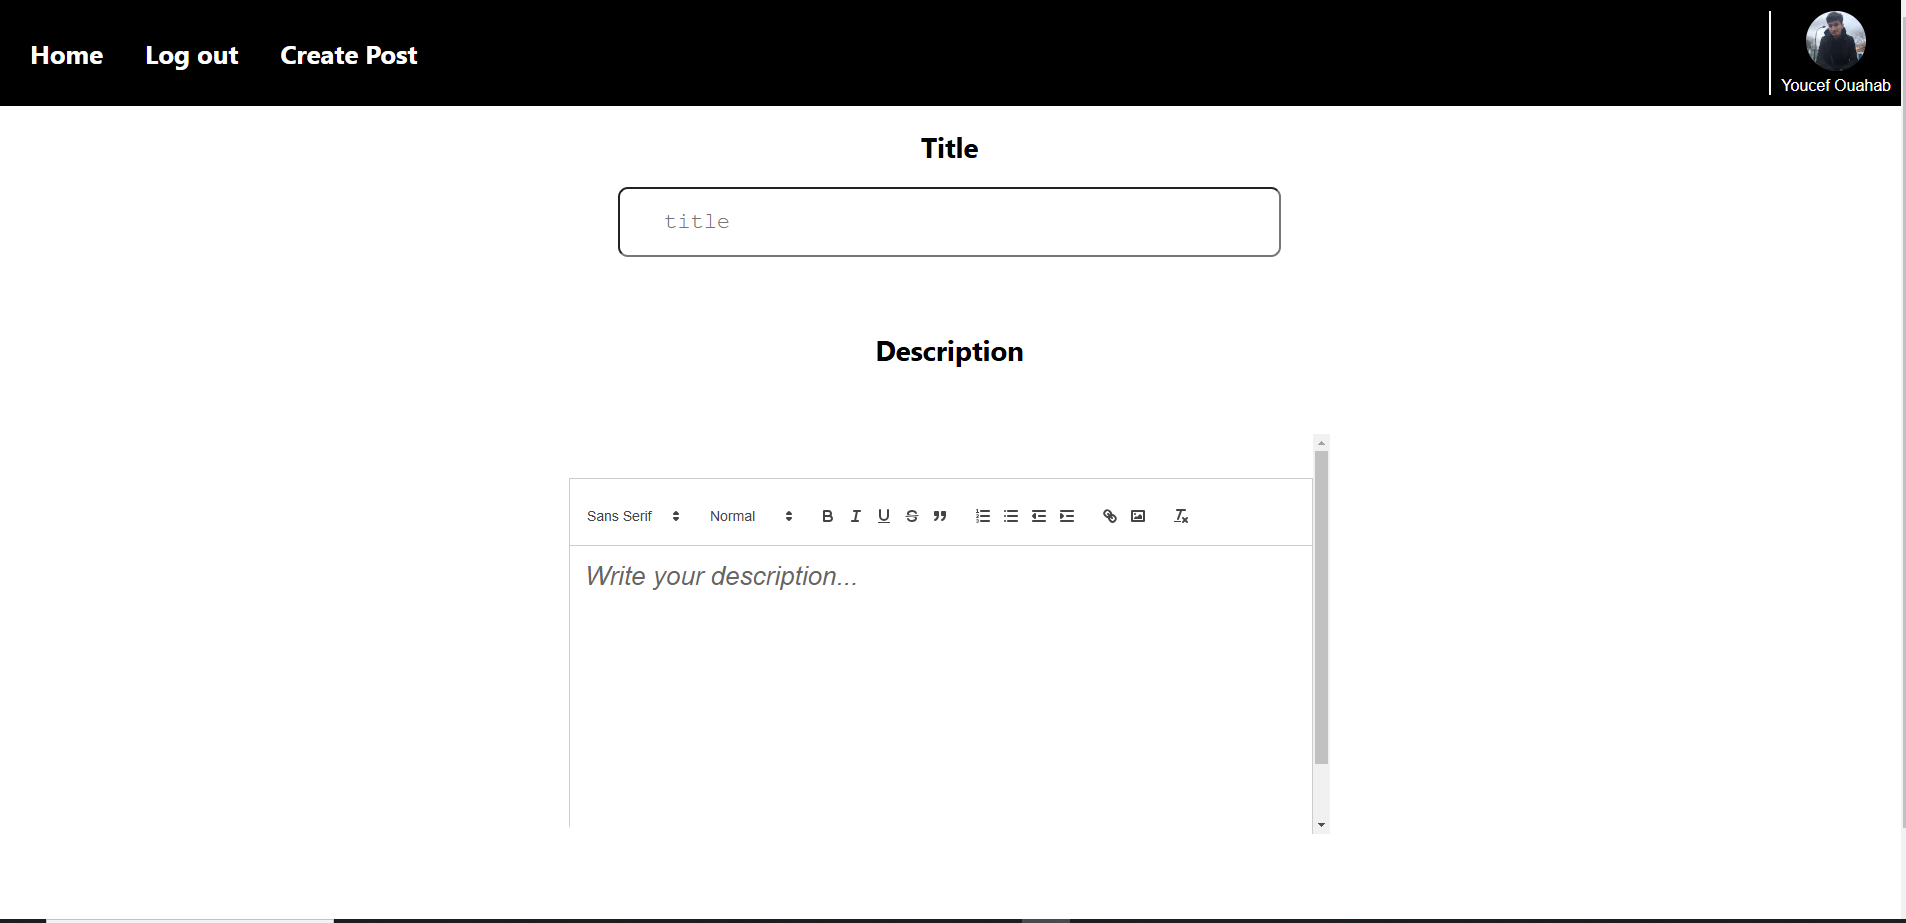 Home Log out Create Post
Youcef Ouahab
Title
title
Description
Sans Serif Normal
Write your description...